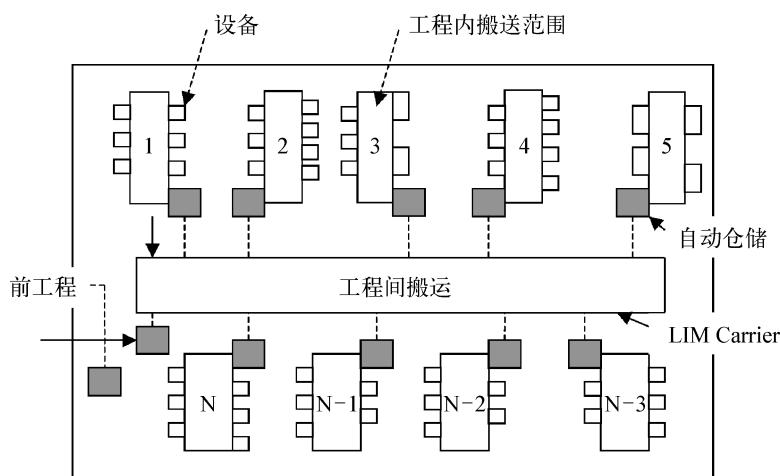 设备
工程内搬送范围
1
2
3
4
5
自动仓储
前工程
工程间搬运
LIM Carrier
N
N-1
N-2
N-3